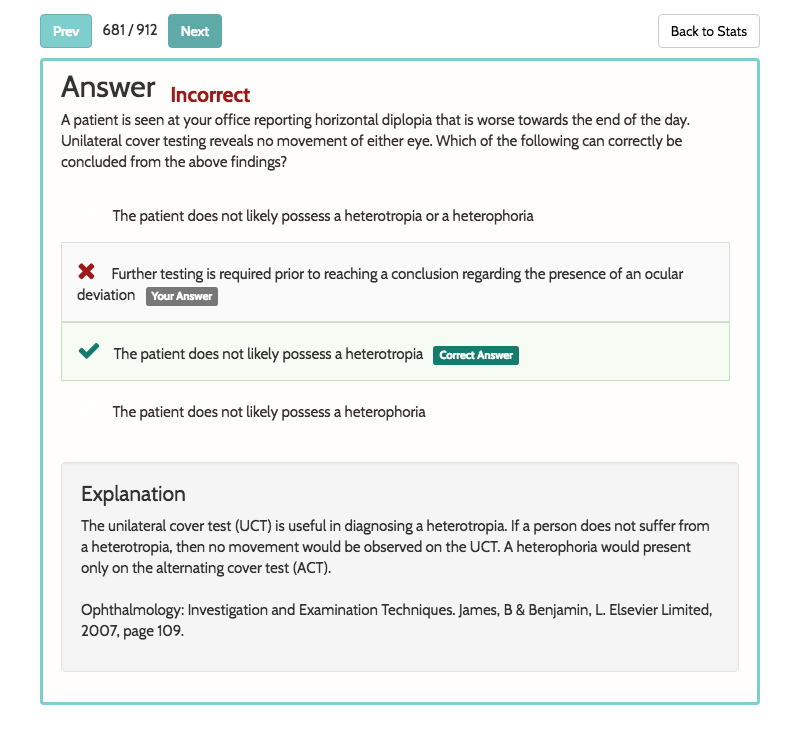 Prev 681 / 912 Next Back to Stats
Answer Incorrect
A patient is seen at your office reporting horizontal diplopia that is worse towards the end of the day.
Unilateral cover testing reveals no movement of either eye. Which of the following can correctly be
concluded from the above findings?
The patient does not likely possess a heterotropia or a heterophoria
Further testing is required prior to reaching a conclusion regarding the presence of an ocular
deviation Your Answer
The patient does not likely possess a heterotropia Correct Answer
The patient does not likely possess a heterophoria
Explanation
The unilateral cover test (UCT) is useful in diagnosing a heterotropia. If a person does not suffer from
a heterotropia, then no movement would be observed on the UCT. A heterophoria would present
only on the alternating cover test (ACT).
Ophthalmology: Investigation and Examination Techniques. James, B & Benjamin, L. Elsevier Limited,
2007, page 109.